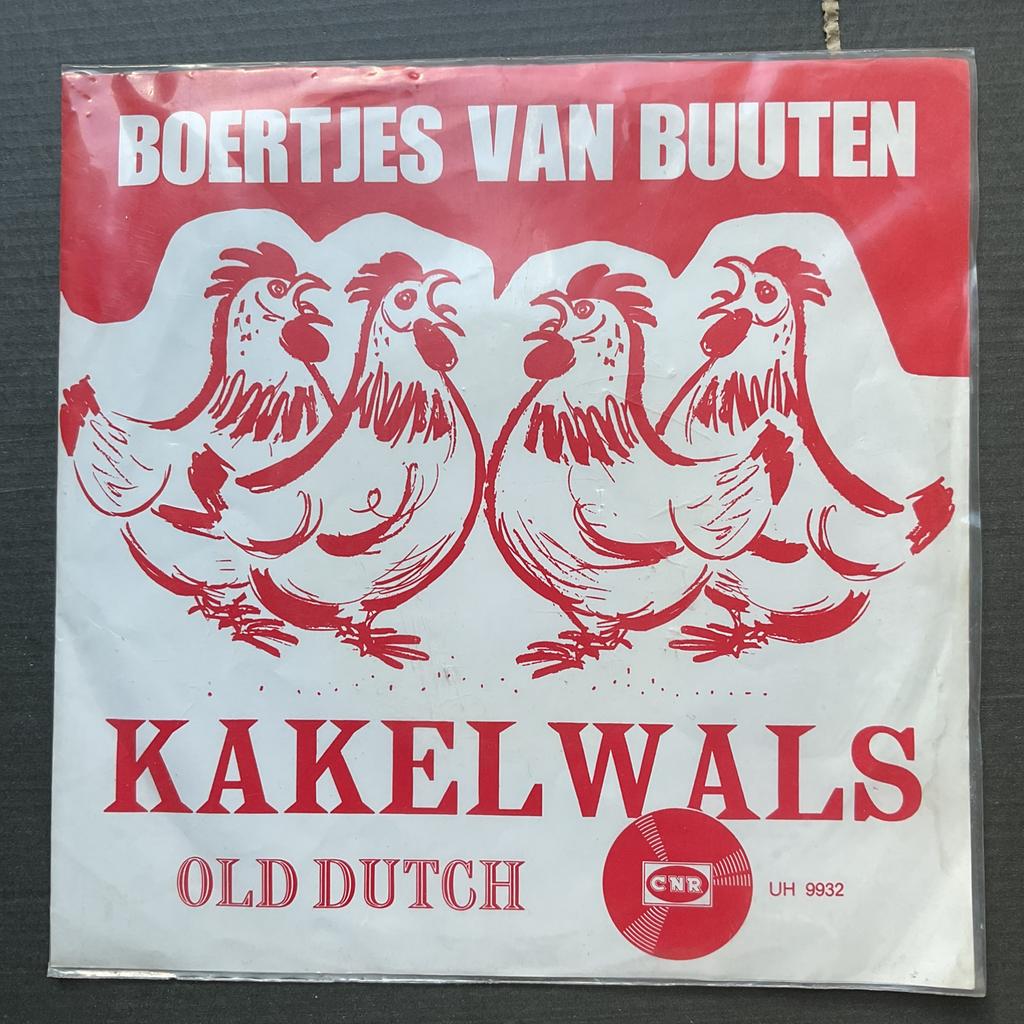 BOERTJES VAN BUUTEN
KAKELWALS
OLD DUTCH
CNR
UH 9932